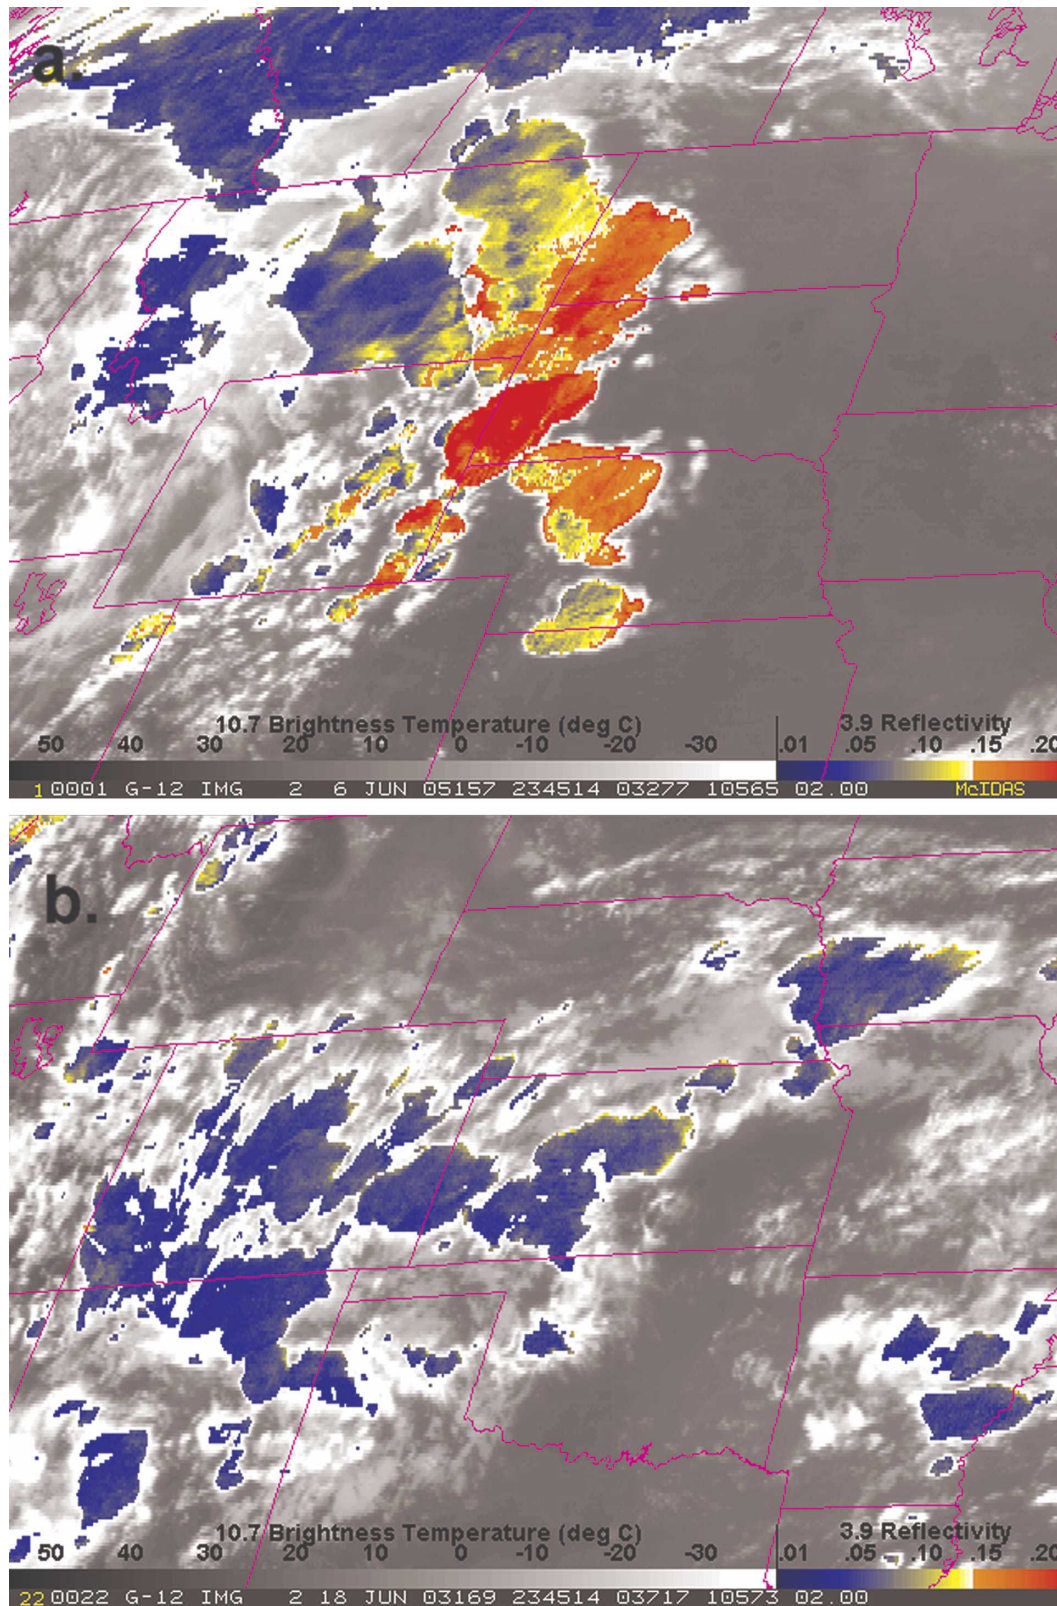 a.
10.7 Brightness Temperature (deg C) 3.9 Reflectivity
50 40 30 20 10 0 -10 -20 -30 .01 .05 .10 .15 .20
1 0001 G-12 IMG 2 6 JUN 05157 234514 03277 10565 02.00 McIDAS
b.
10.7 Brightness Temperature (deg C) 3.9 Reflectivity
50 40 30 20 10 0 -10 -20 -30 .01 .05 .10 .15 .20
22 0022 G-12 IMG 2 18 JUN 03169 234514 03717 10573 02.00